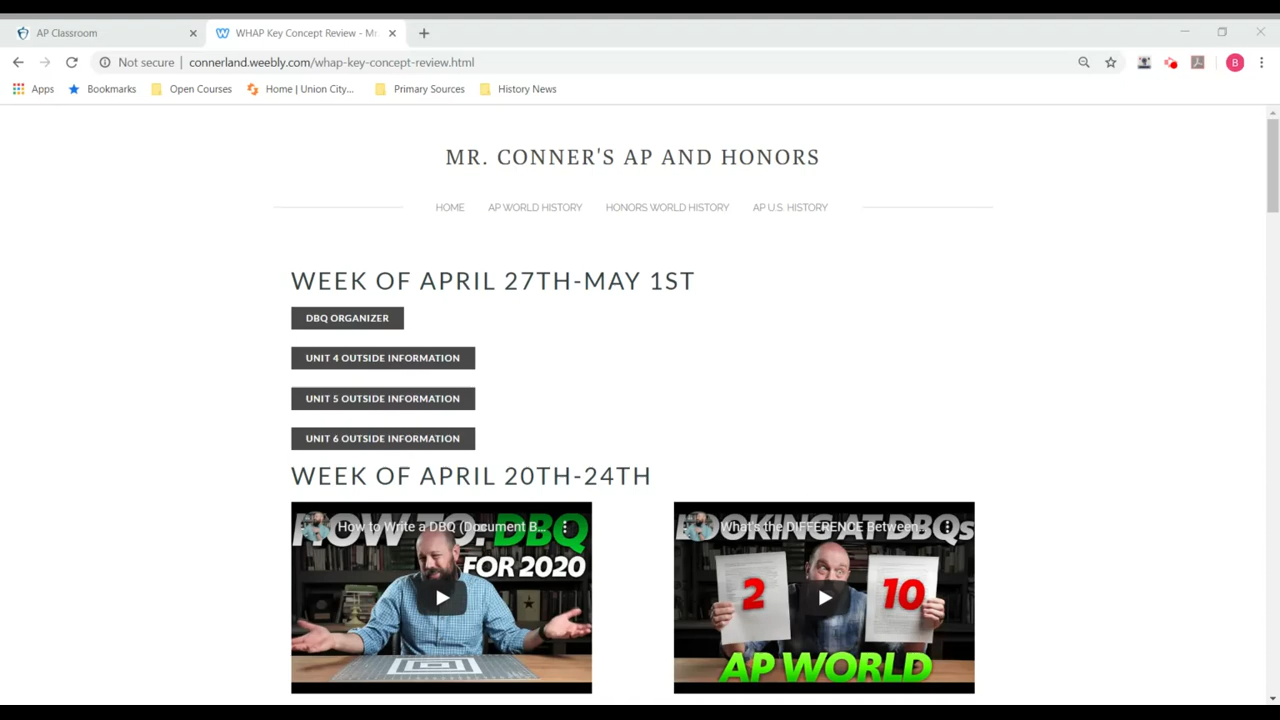 AP Classroom
WHAP Key Concept Review - Mr.
Not secure | connerland.weebly.com/whap-key-concept-review.html
B
Apps Bookmarks Open Courses Home | Union City... Primary Sources History News
MR. CONNER'S AP AND HONORS
HOME AP WORLD HISTORY HONORS WORLD HISTORY AP U.S. HISTORY
WEEK OF APRIL 27TH-MAY 1ST
DBQ ORGANIZER
UNIT 4 OUTSIDE INFORMATION
UNIT 5 OUTSIDE INFORMATION
UNIT 6 OUTSIDE INFORMATION
WEEK OF APRIL 20TH-24TH
How to Write a DBQ (Document B...
HOW TO: DBQ
FOR 2020
What's the DIFFERENCE Between...
LOOKING AT DBQs
2 10
AP WORLD